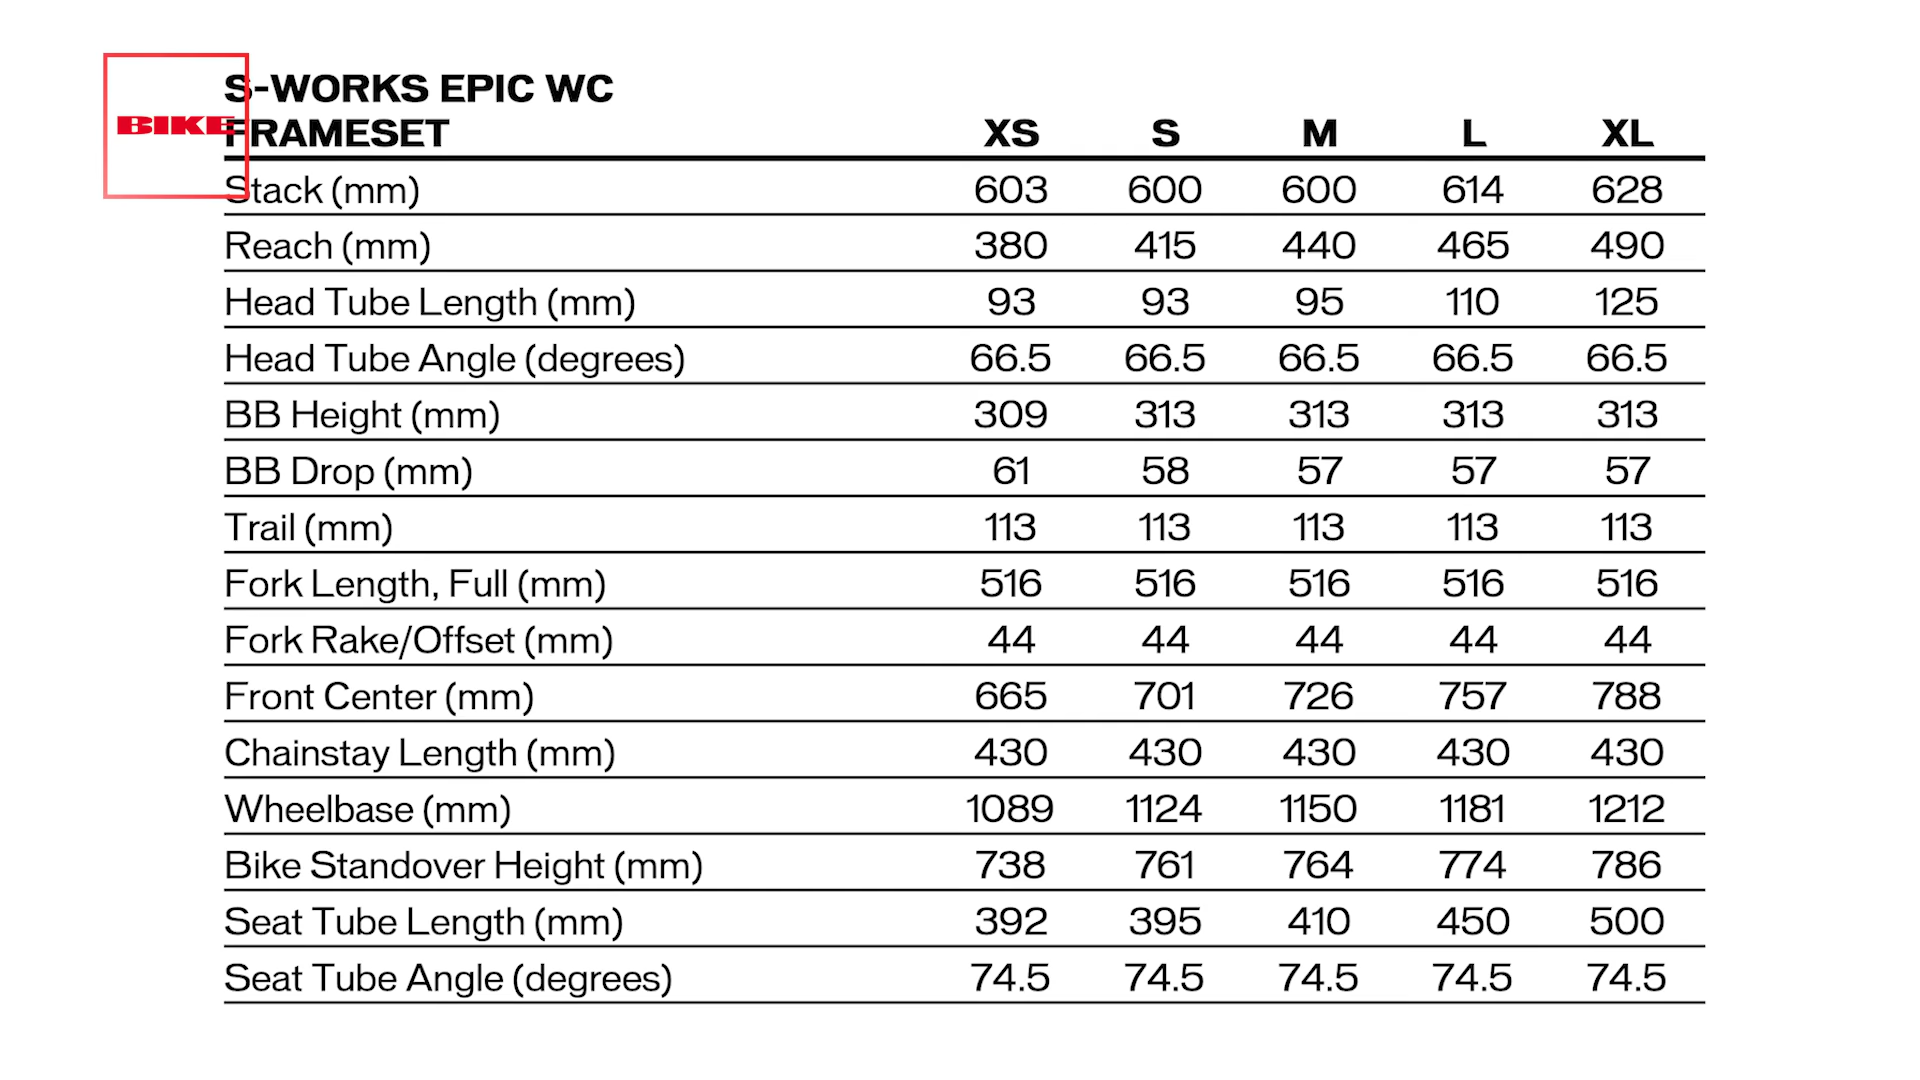 S-WORKS EPIC WC
BIKE
FRAMESET XS S M L XL
Stack (mm) 603 600 600 614 628
Reach (mm) 380 415 440 465 490
Head Tube Length (mm) 93 93 95 110 125
Head Tube Angle (degrees) 66.5 66.5 66.5 66.5 66.5
BB Height (mm) 309 313 313 313 313
BB Drop (mm) 61 58 57 57 57
Trail (mm) 113 113 113 113 113
Fork Length, Full (mm) 516 516 516 516 516
Fork Rake/Offset (mm) 44 44 44 44 44
Front Center (mm) 665 701 726 757 788
Chainstay Length (mm) 430 430 430 430 430
Wheelbase (mm) 1089 1124 1150 1181 1212
Bike Standover Height (mm) 738 761 764 774 786
Seat Tube Length (mm) 392 395 410 450 500
Seat Tube Angle (degrees) 74.5 74.5 74.5 74.5 74.5